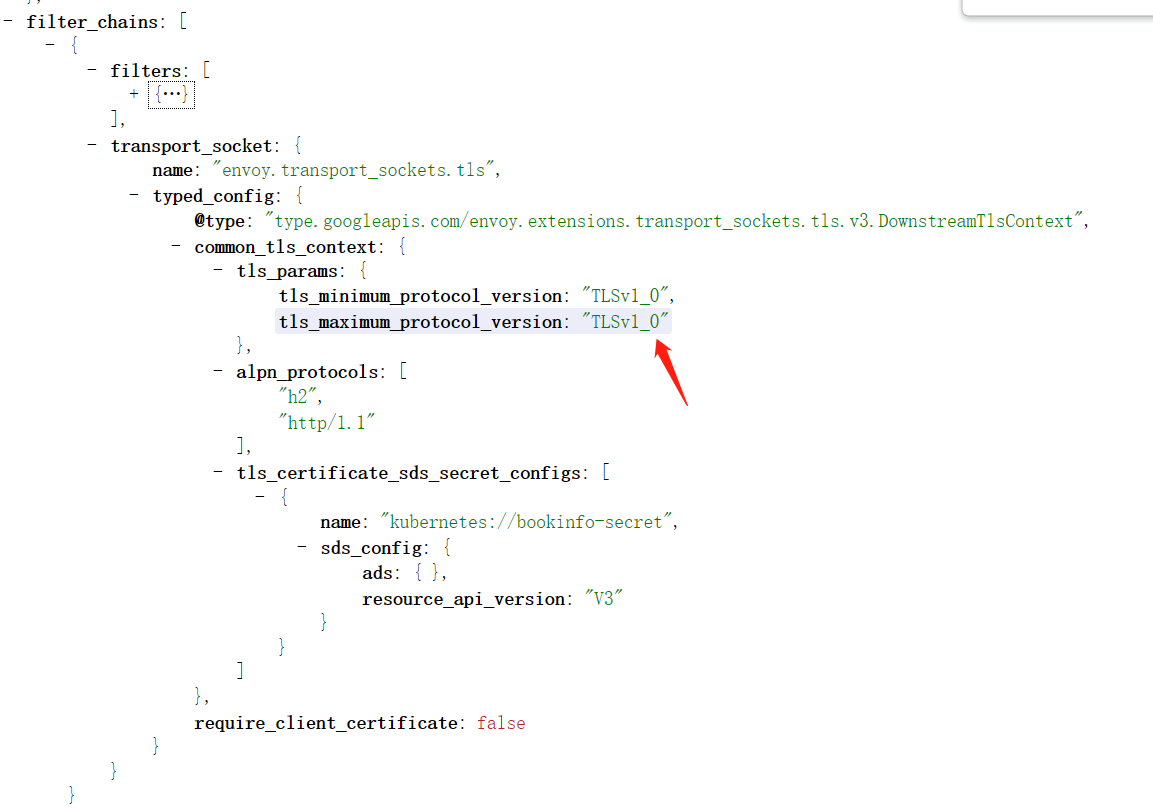 - filter_chains: [
- {
- filters: [
+ {…}
],
- transport_socket: {
name: "envoy.transport_sockets.tls",
- typed_config: {
@type: "type.googleapis.com/envoy.extensions.transport_sockets.tls.v3.DownstreamTlsContext",
- common_tls_context: {
- tls_params: {
tls_minimum_protocol_version: "TLSv1_0",
tls_maximum_protocol_version: "TLSv1_0"
},
- alpn_protocols: [
"h2",
"http/1.1"
],
- tls_certificate_sds_secret_configs: [
- {
name: "kubernetes://bookinfo-secret",
- sds_config: {
ads: { },
resource_api_version: "V3"
}
}
]
},
require_client_certificate: false
}
}
}